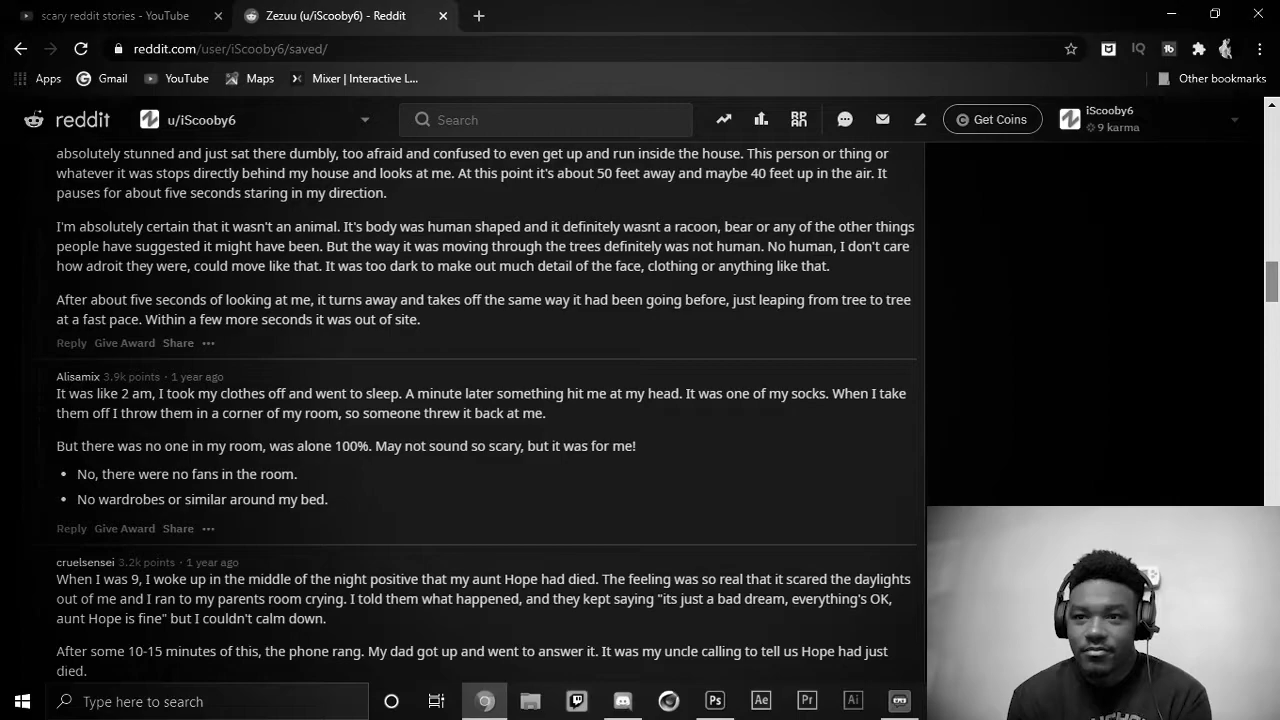 scary reddit stories - YouTube
Zezuu (u/iScooby6) - Reddit
reddit.com/user/iScooby6/saved/
IQ
tb
Apps
Gmail
YouTube
Maps
Mixer | Interactive L...
Other bookmarks
reddit
u/iScooby6
Search
Get Coins
iScooby6
9 karma
absolutely stunned and just sat there dumbly, too afraid and confused to even get up and run inside the house. This person or thing or
whatever it was stops directly behind my house and looks at me. At this point it's about 50 feet away and maybe 40 feet up in the air. It
pauses for about five seconds staring in my direction.
I'm absolutely certain that it wasn't an animal. It's body was human shaped and it definitely wasnt a racoon, bear or any of the other things
people have suggested it might have been. But the way it was moving through the trees definitely was not human. No human, I don't care
how adroit they were, could move like that. It was too dark to make out much detail of the face, clothing or anything like that.
After about five seconds of looking at me, it turns away and takes off the same way it had been going before, just leaping from tree to tree
at a fast pace. Within a few more seconds it was out of site.
Reply Give Award Share
Alisamix 3.9k points · 1 year ago
It was like 2 am, I took my clothes off and went to sleep. A minute later something hit me at my head. It was one of my socks. When I take
them off I throw them in a corner of my room, so someone threw it back at me.
But there was no one in my room, was alone 100%. May not sound so scary, but it was for me!
• No, there were no fans in the room.
• No wardrobes or similar around my bed.
Reply Give Award Share
cruelsensei 3.2k points · 1 year ago
When I was 9, I woke up in the middle of the night positive that my aunt Hope had died. The feeling was so real that it scared the daylights
out of me and I ran to my parents room crying. I told them what happened, and they kept saying "its just a bad dream, everything's OK,
aunt Hope is fine" but I couldn't calm down.
After some 10-15 minutes of this, the phone rang. My dad got up and went to answer it. It was my uncle calling to tell us Hope had just
died.
Type here to search
Ps
Ae
Pr
Ai